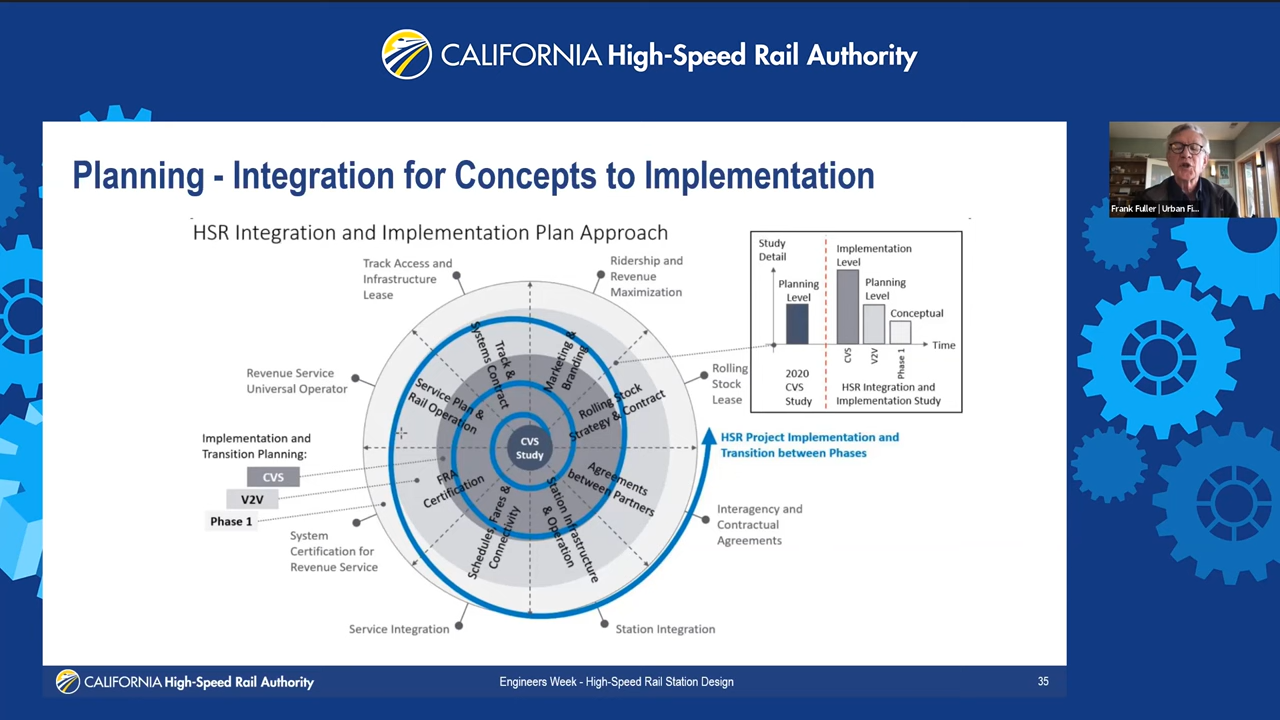 CALIFORNIA High-Speed Rail Authority
Planning - Integration for Concepts to Implementation
HSR Integration and Implementation Plan Approach
Track Access and
Infrastructure
Lease
Ridership and
Revenue
Maximization
Revenue Service
Universal Operator
Rolling
Stock
Lease
Implementation and
Transition Planning:
CVS
V2V
Phase 1
System
Certification for
Revenue Service
Service Integration
Station Integration
Interagency and
Contractual
Agreements
HSR Project Implementation and
Transition between Phases
Track &
Systems Contract
Marketing &
Branding
Service Plan &
Rail Operation
Rolling Stock
Strategy & Contract
CVS
Study
FRA
Certification
Agreements
between Partners
Schedules, Fares &
Connectivity
Station Infrastructure
& Operation
Study
Detail
Planning
Level
Implementation
Level
Planning
Level
Conceptual
Time
CVS
V2V
Phase 1
2020
CVS
Study
HSR Integration and
Implementation Study
Frank Fuller | Urban Fi...
CALIFORNIA High-Speed Rail Authority
Engineers Week - High-Speed Rail Station Design
35